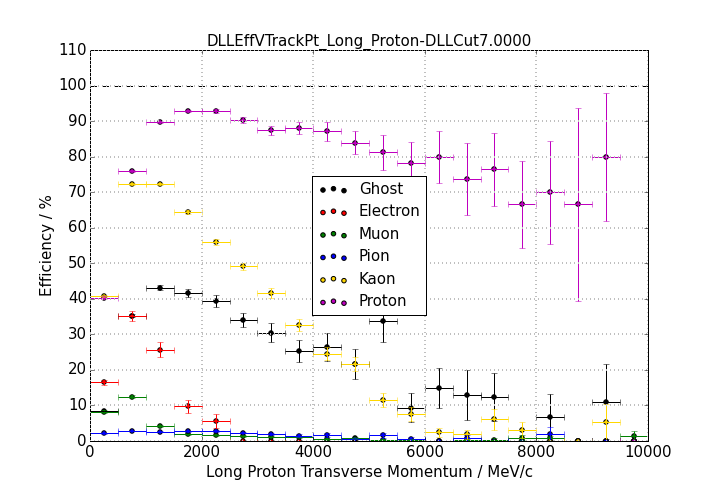 DLLEffVTrackPt_Long_Proton-DLLCut7.0000
110
100
90
80
70
60
50
40
30
20
10
0
Efficiency / %
Ghost
Electron
Muon
Pion
Kaon
Proton
0 2000 4000 6000 8000 10000
Long Proton Transverse Momentum / MeV/c